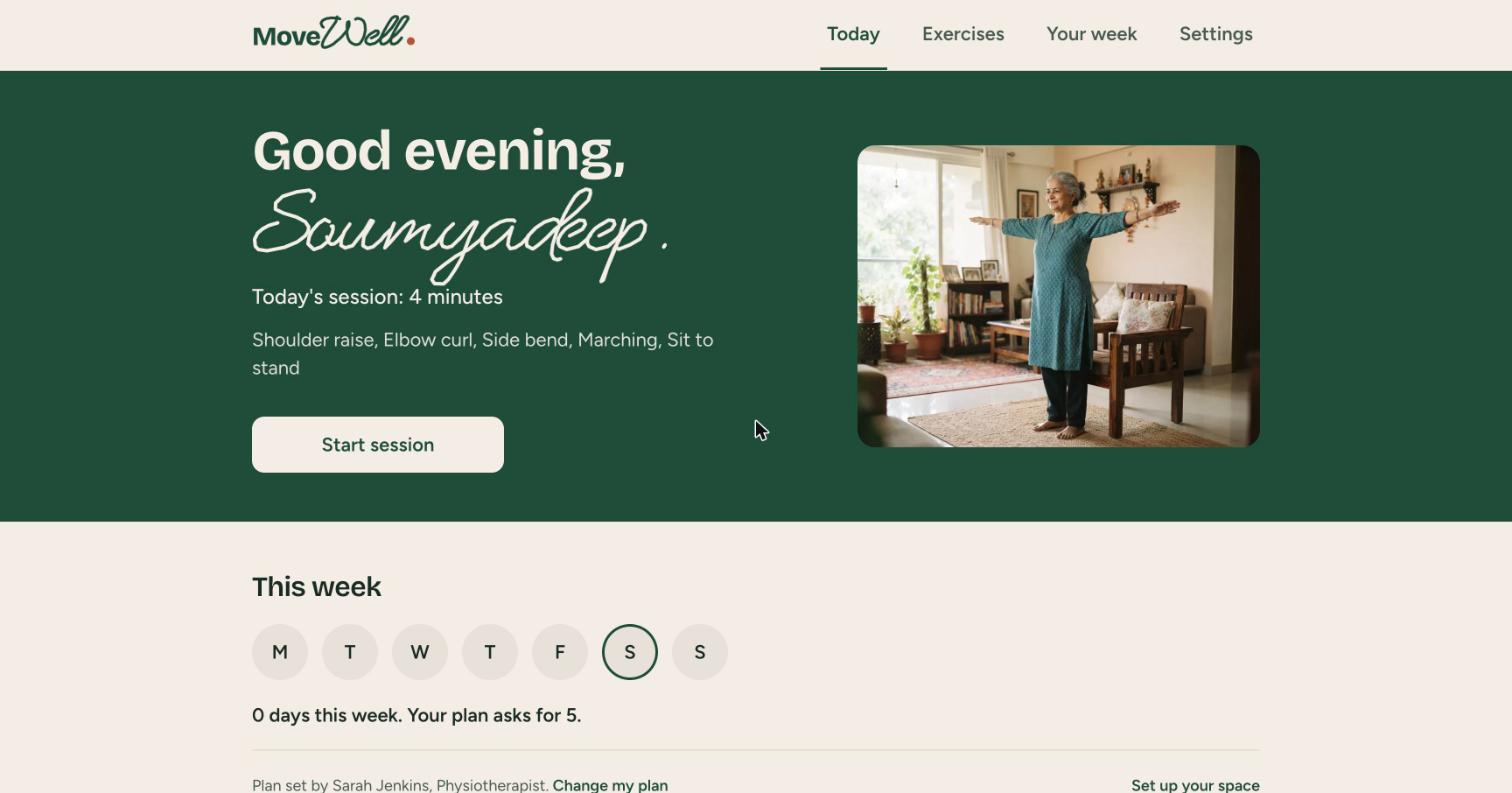 MoveWell.
Today Exercises Your week Settings
Good evening,
Soumyadeep.
Today's session: 4 minutes
Shoulder raise, Elbow curl, Side bend, Marching, Sit to
stand
Start session
This week
M T W T F S S
0 days this week. Your plan asks for 5.
Plan set by Sarah Jenkins, Physiotherapist. Change my plan
Set up your space